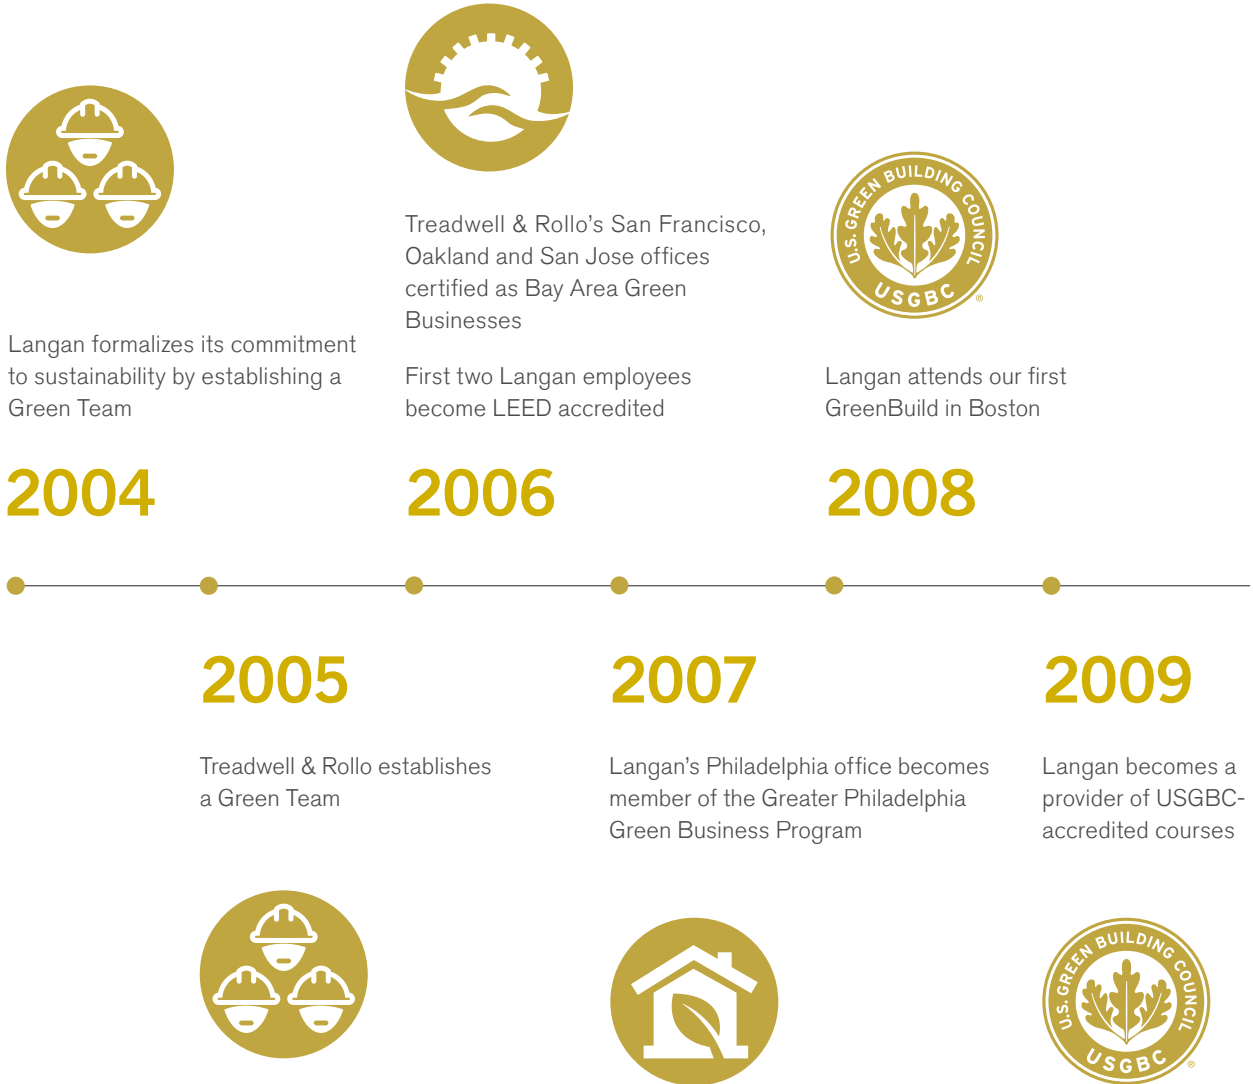 Langan formalizes its commitment
to sustainability by establishing a
Green Team
2004
Treadwell & Rollo's San Francisco,
Oakland and San Jose offices
certified as Bay Area Green
Businesses
First two Langan employees
become LEED accredited
2006
U.S. GREEN BUILDING COUNCIL
USGBC
®
Langan attends our first
GreenBuild in Boston
2008
2005
Treadwell & Rollo establishes
a Green Team
2007
Langan's Philadelphia office becomes
member of the Greater Philadelphia
Green Business Program
2009
Langan becomes a
provider of USGBC-
accredited courses
U.S. GREEN BUILDING COUNCIL
USGBC
®